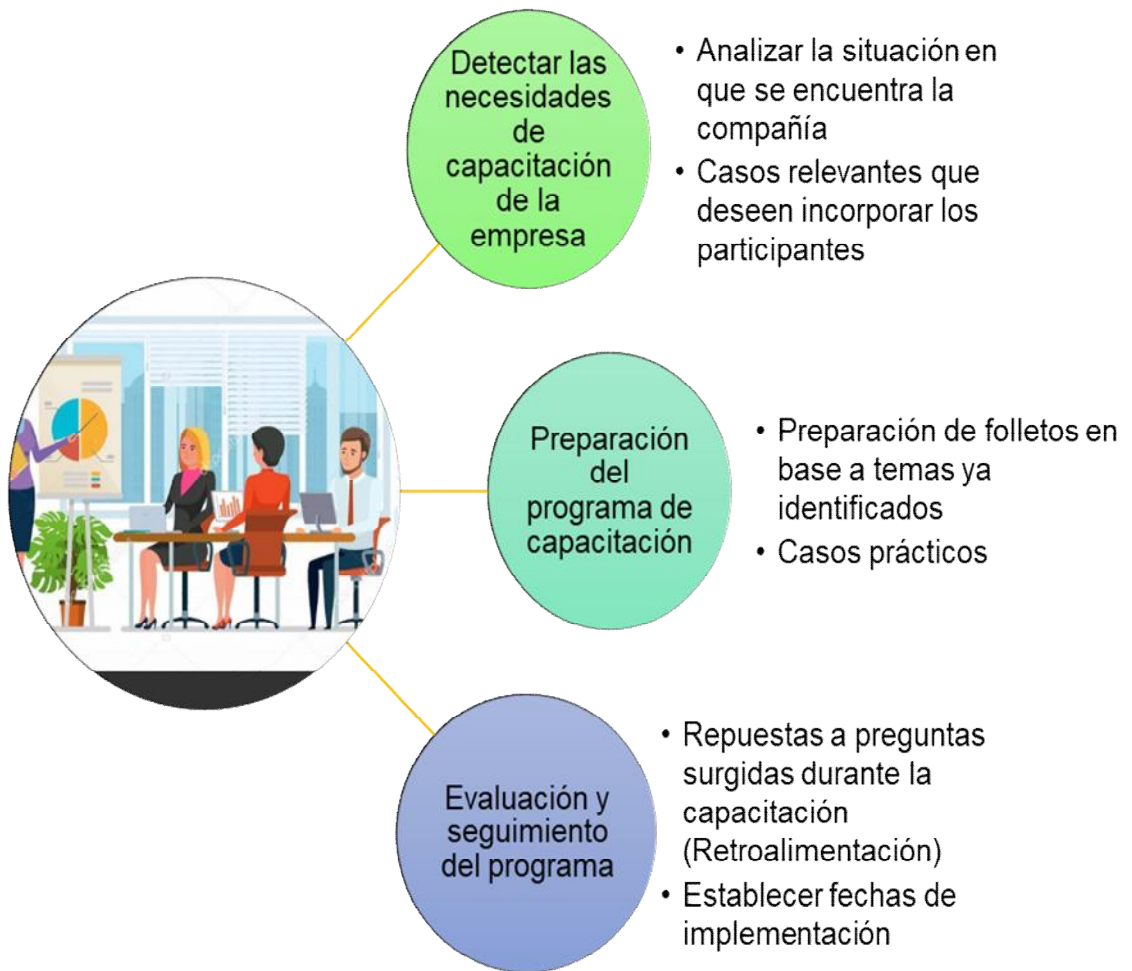 Detectar las
necesidades
de
capacitación
de la
empresa
• Analizar la situación en
que se encuentra la
compañía
• Casos relevantes que
deseen incorporar los
participantes
Preparación
del
programa de
capacitación
• Preparación de folletos en
base a temas ya
identificados
• Casos prácticos
Evaluación y
seguimiento
del programa
• Repuestas a preguntas
surgidas durante la
capacitación
(Retroalimentación)
• Establecer fechas de
implementación